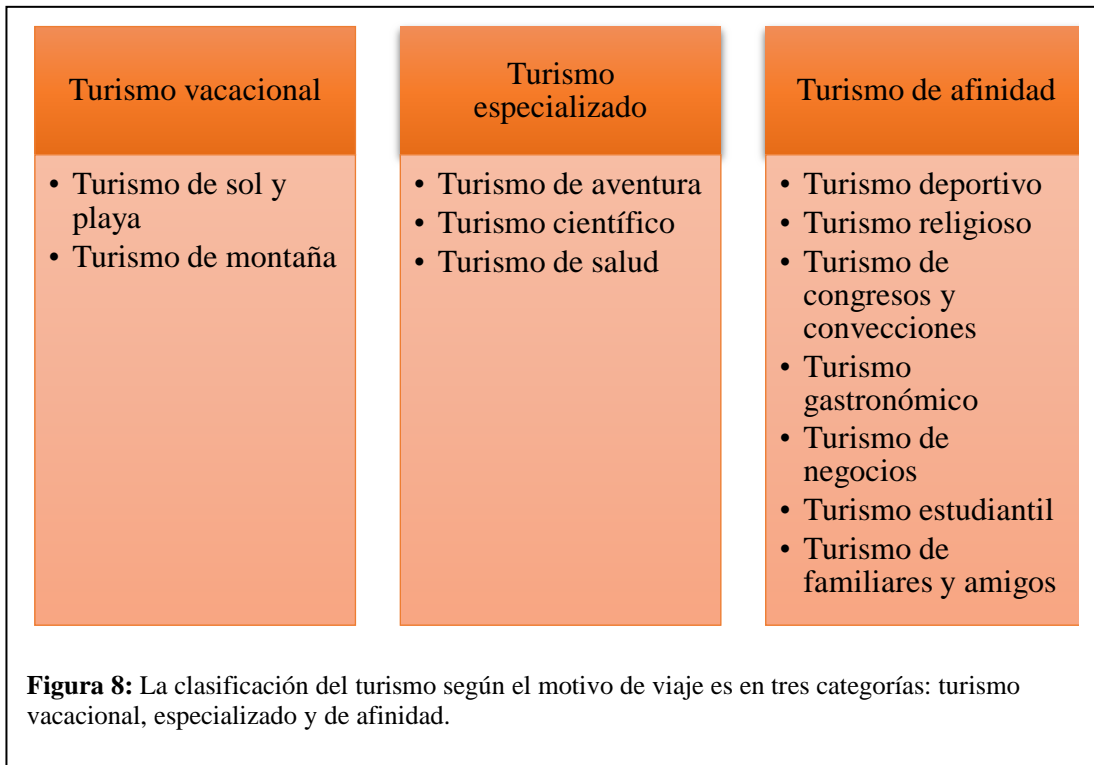 Turismo vacacional
• Turismo de sol y
playa
• Turismo de montaña
Turismo
especializado
• Turismo de aventura
• Turismo científico
• Turismo de salud
Turismo de afinidad
• Turismo deportivo
• Turismo religioso
• Turismo de
congresos y
convecciones
• Turismo
gastronómico
• Turismo de
negocios
• Turismo estudiantil
• Turismo de
familiares y amigos
Figura 8: La clasificación del turismo según el motivo de viaje es en tres categorías: turismo
vacacional, especializado y de afinidad.